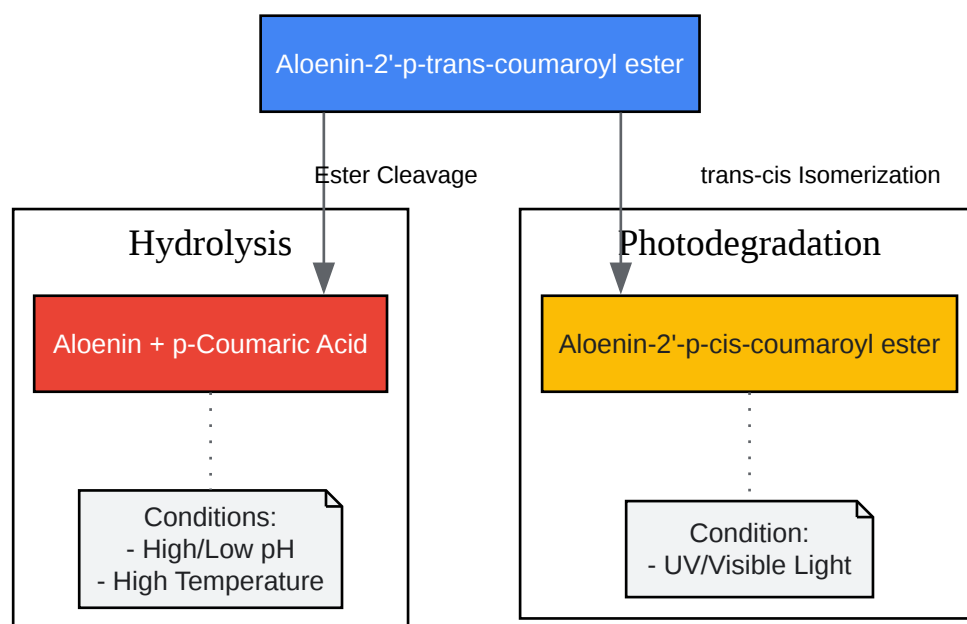 Aloenin-2'-p-trans-coumaroyl ester
Ester Cleavage
trans-cis Isomerization
Hydrolysis
Photodegradation
Aloenin + p-Coumaric Acid
Aloenin-2'-p-cis-coumaroyl ester
Conditions:
- High/Low pH
- High Temperature
Condition:
- UV/Visible Light